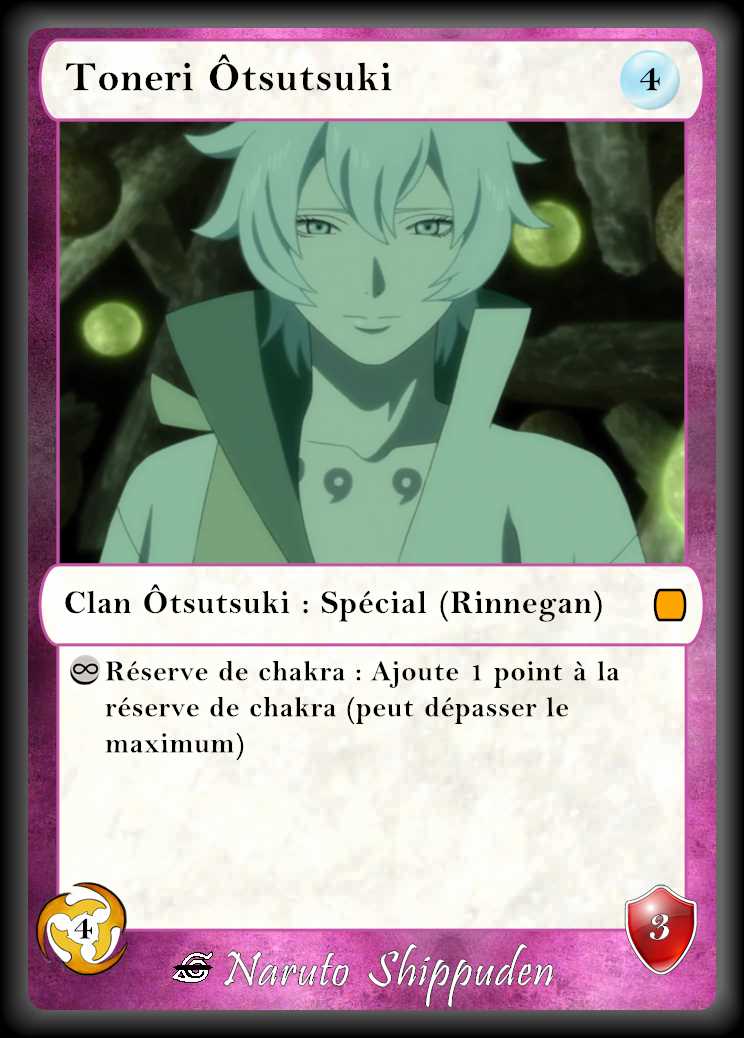 Toneri Ôtsutsuki
4
Clan Ôtsutsuki : Spécial (Rinnegan)
Réserve de chakra : Ajoute 1 point à la
réserve de chakra (peut dépasser le
maximum)
4
3
Naruto Shippuden